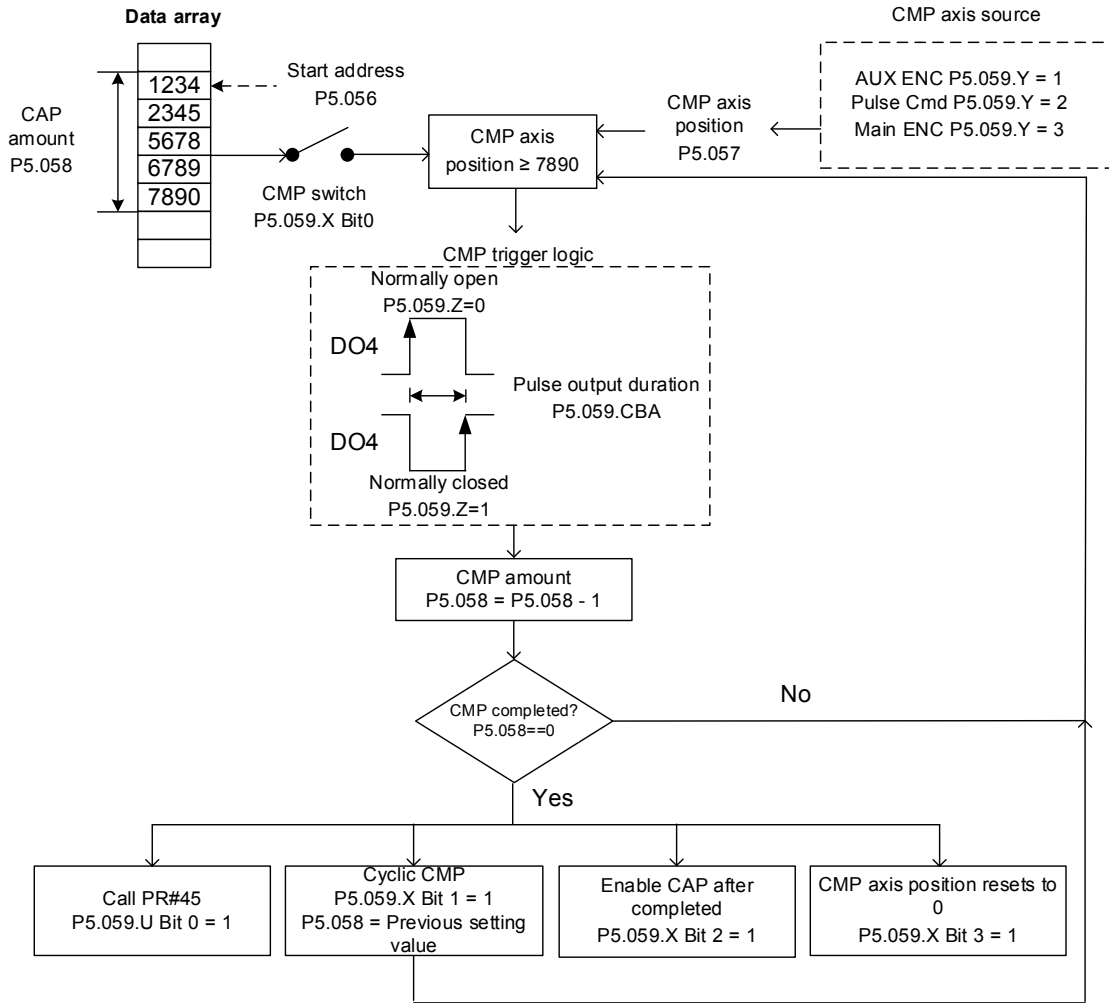 Data array
CMP axis source
1234
2345
5678
6789
7890
CAP
amount
P5.058
Start address
P5.056
CMP switch
P5.059.X Bit0
CMP axis
position ≥ 7890
CMP axis
position
P5.057
AUX ENC P5.059.Y = 1
Pulse Cmd P5.059.Y = 2
Main ENC P5.059.Y = 3
CMP trigger logic
Normally open
P5.059.Z=0
DO4
Pulse output duration
P5.059.CBA
DO4
Normally closed
P5.059.Z=1
CMP amount
P5.058 = P5.058 - 1
CMP completed?
P5.058==0
No
Yes
Call PR#45
P5.059.U Bit 0 = 1
Cyclic CMP
P5.059.X Bit 1 = 1
P5.058 = Previous setting
value
Enable CAP after
completed
P5.059.X Bit 2 = 1
CMP axis position resets to
0
P5.059.X Bit 3 = 1